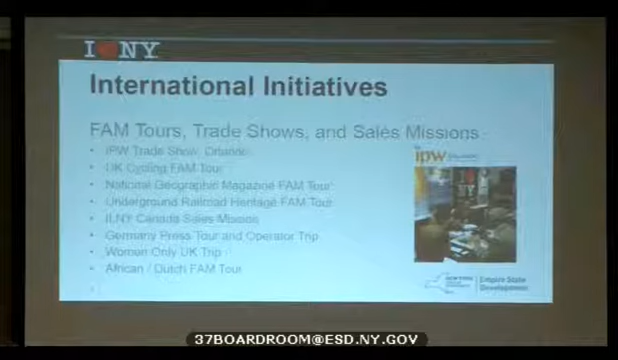 I NY
International Initiatives
FAM Tours, Trade Shows, and Sales Missions
• IPW Trade Show, Orlando
ipw
• UK Cycling FAM Tour
• National Geographic Magazine FAM Tour
• Underground Railroad Heritage FAM Tour
• ILNY Canada Sales Mission
• Germany Press Tour and Operator Trip
• Women Only UK Trip
• African / Dutch FAM Tour
Empire State
Development
37BOARDROOM@ESD.NY.GOV